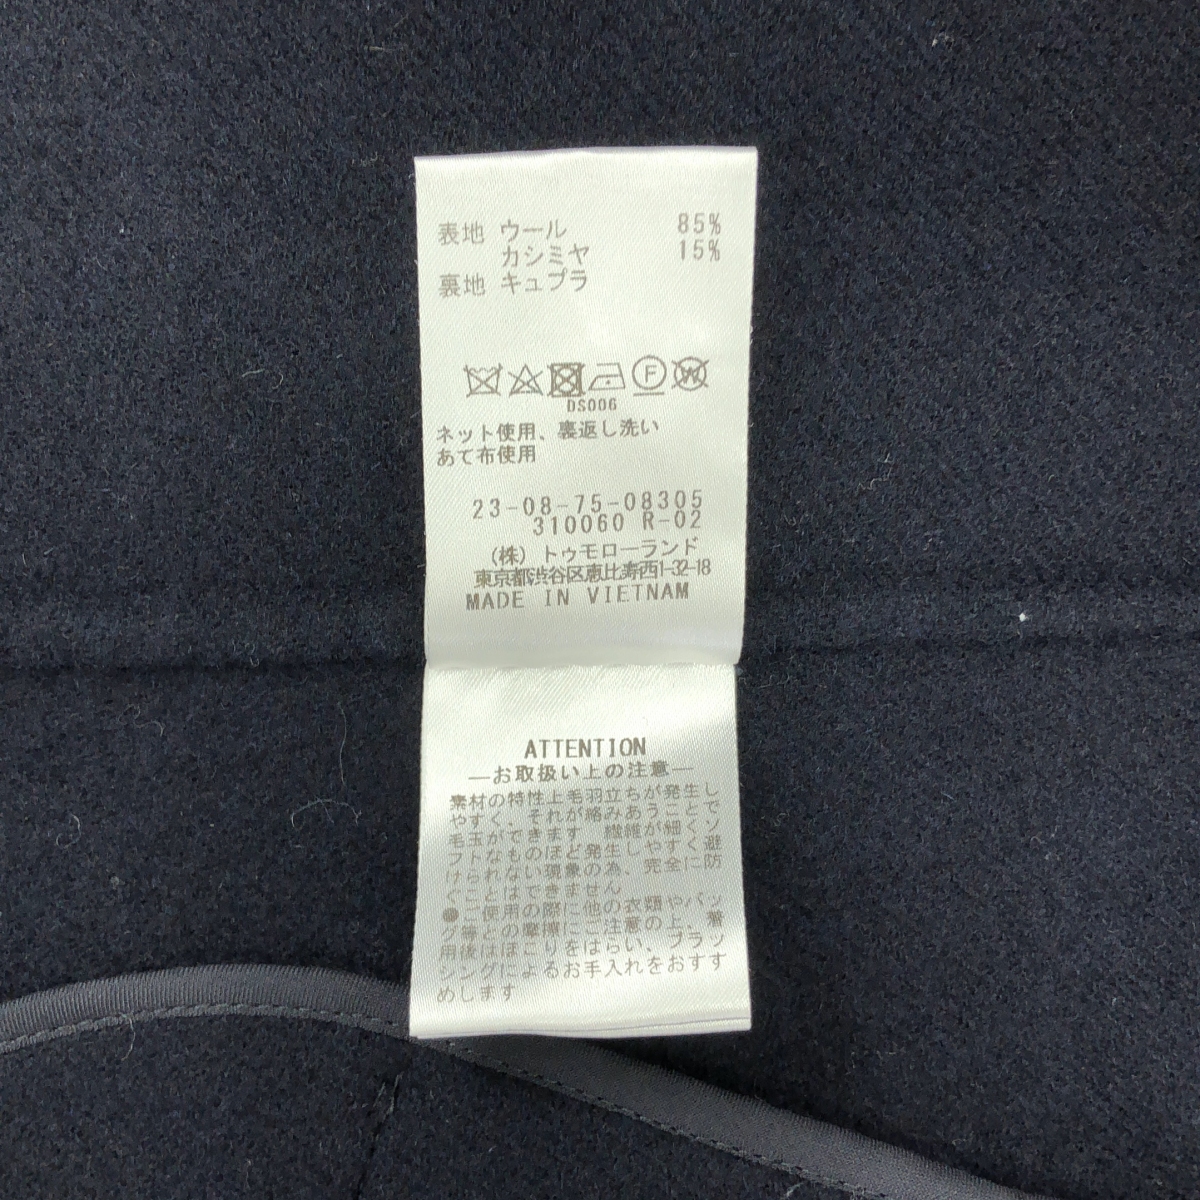 表地 ウール 85%
カシミヤ 15%
裏地 キュプラ
F W
DS006
ネット使用、裏返し洗い
あて布使用
23-08-75-08305
310060 R-02
(株) トゥモローランド
東京都渋谷区恵比寿西1-32-18
MADE IN VIETNAM
ATTENTION
―お取扱い上の注意―
素材の特性上毛羽立ちが発生し
やすく、それが絡みあうことで
毛玉ができます 繊維が細くソ
フトなものほど発生しやすく避
けられない現象の為、完全に防
ぐことはできません
●ご使用の際に他の衣類やバッ
グ等との摩擦にご注意の上、着
用後はほこりをはらい、ブラッ
シングによるお手入れをおすす
めします